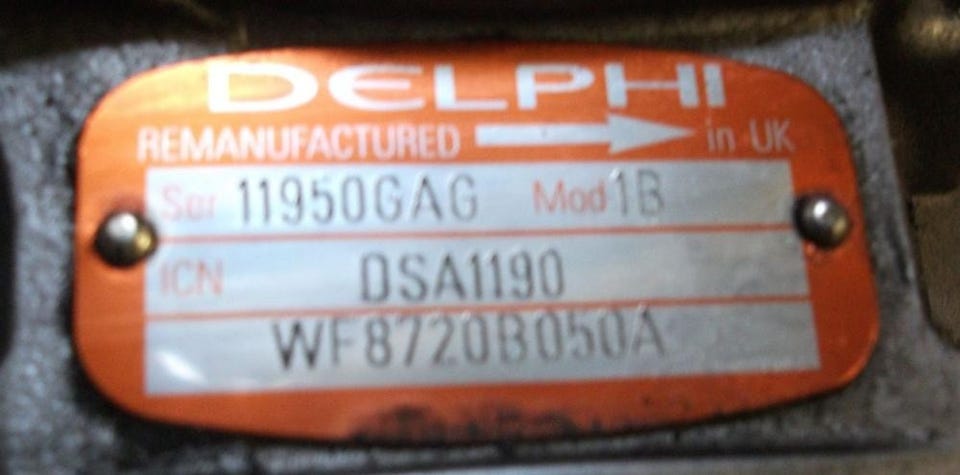 DELPHI
REMANUFACTURED in UK
Ser 11950GAG Mod 1B
ICN DSA1190
WF8720B050A